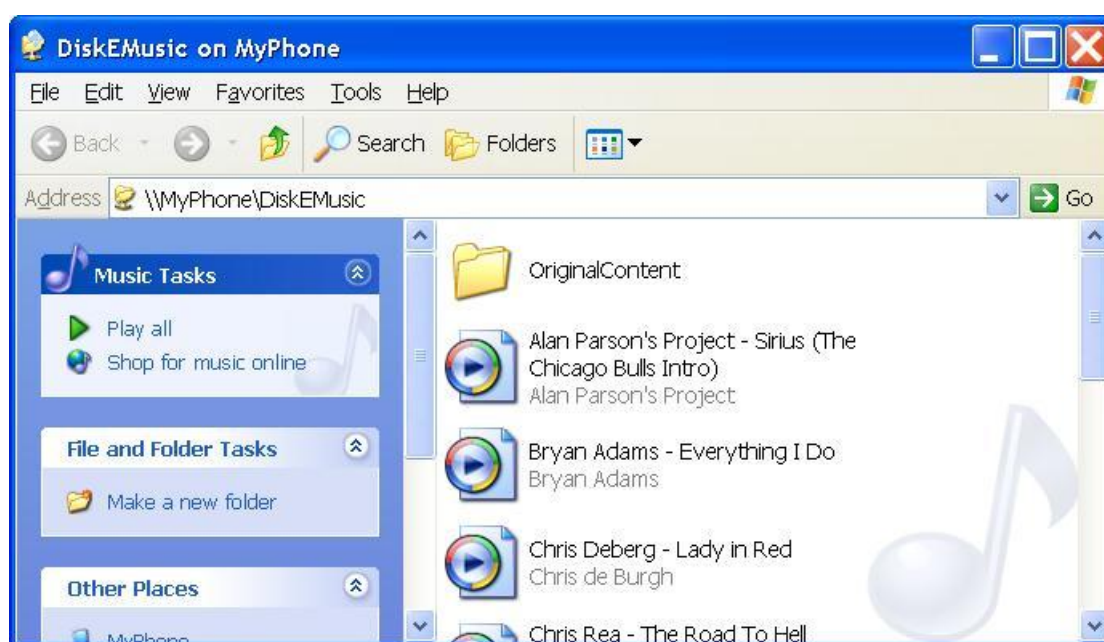 DiskEMusic on MyPhone
File Edit View Favorites Tools Help
Back Search Folders
Address \\MyPhone\DiskEMusic Go
Music Tasks
Play all
Shop for music online
File and Folder Tasks
Make a new folder
Other Places
MyPhone
OriginalContent
Alan Parson's Project - Sirius (The
Chicago Bulls Intro)
Alan Parson's Project
Bryan Adams - Everything I Do
Bryan Adams
Chris Deberg - Lady in Red
Chris de Burgh
Chris Rea - The Road To Hell